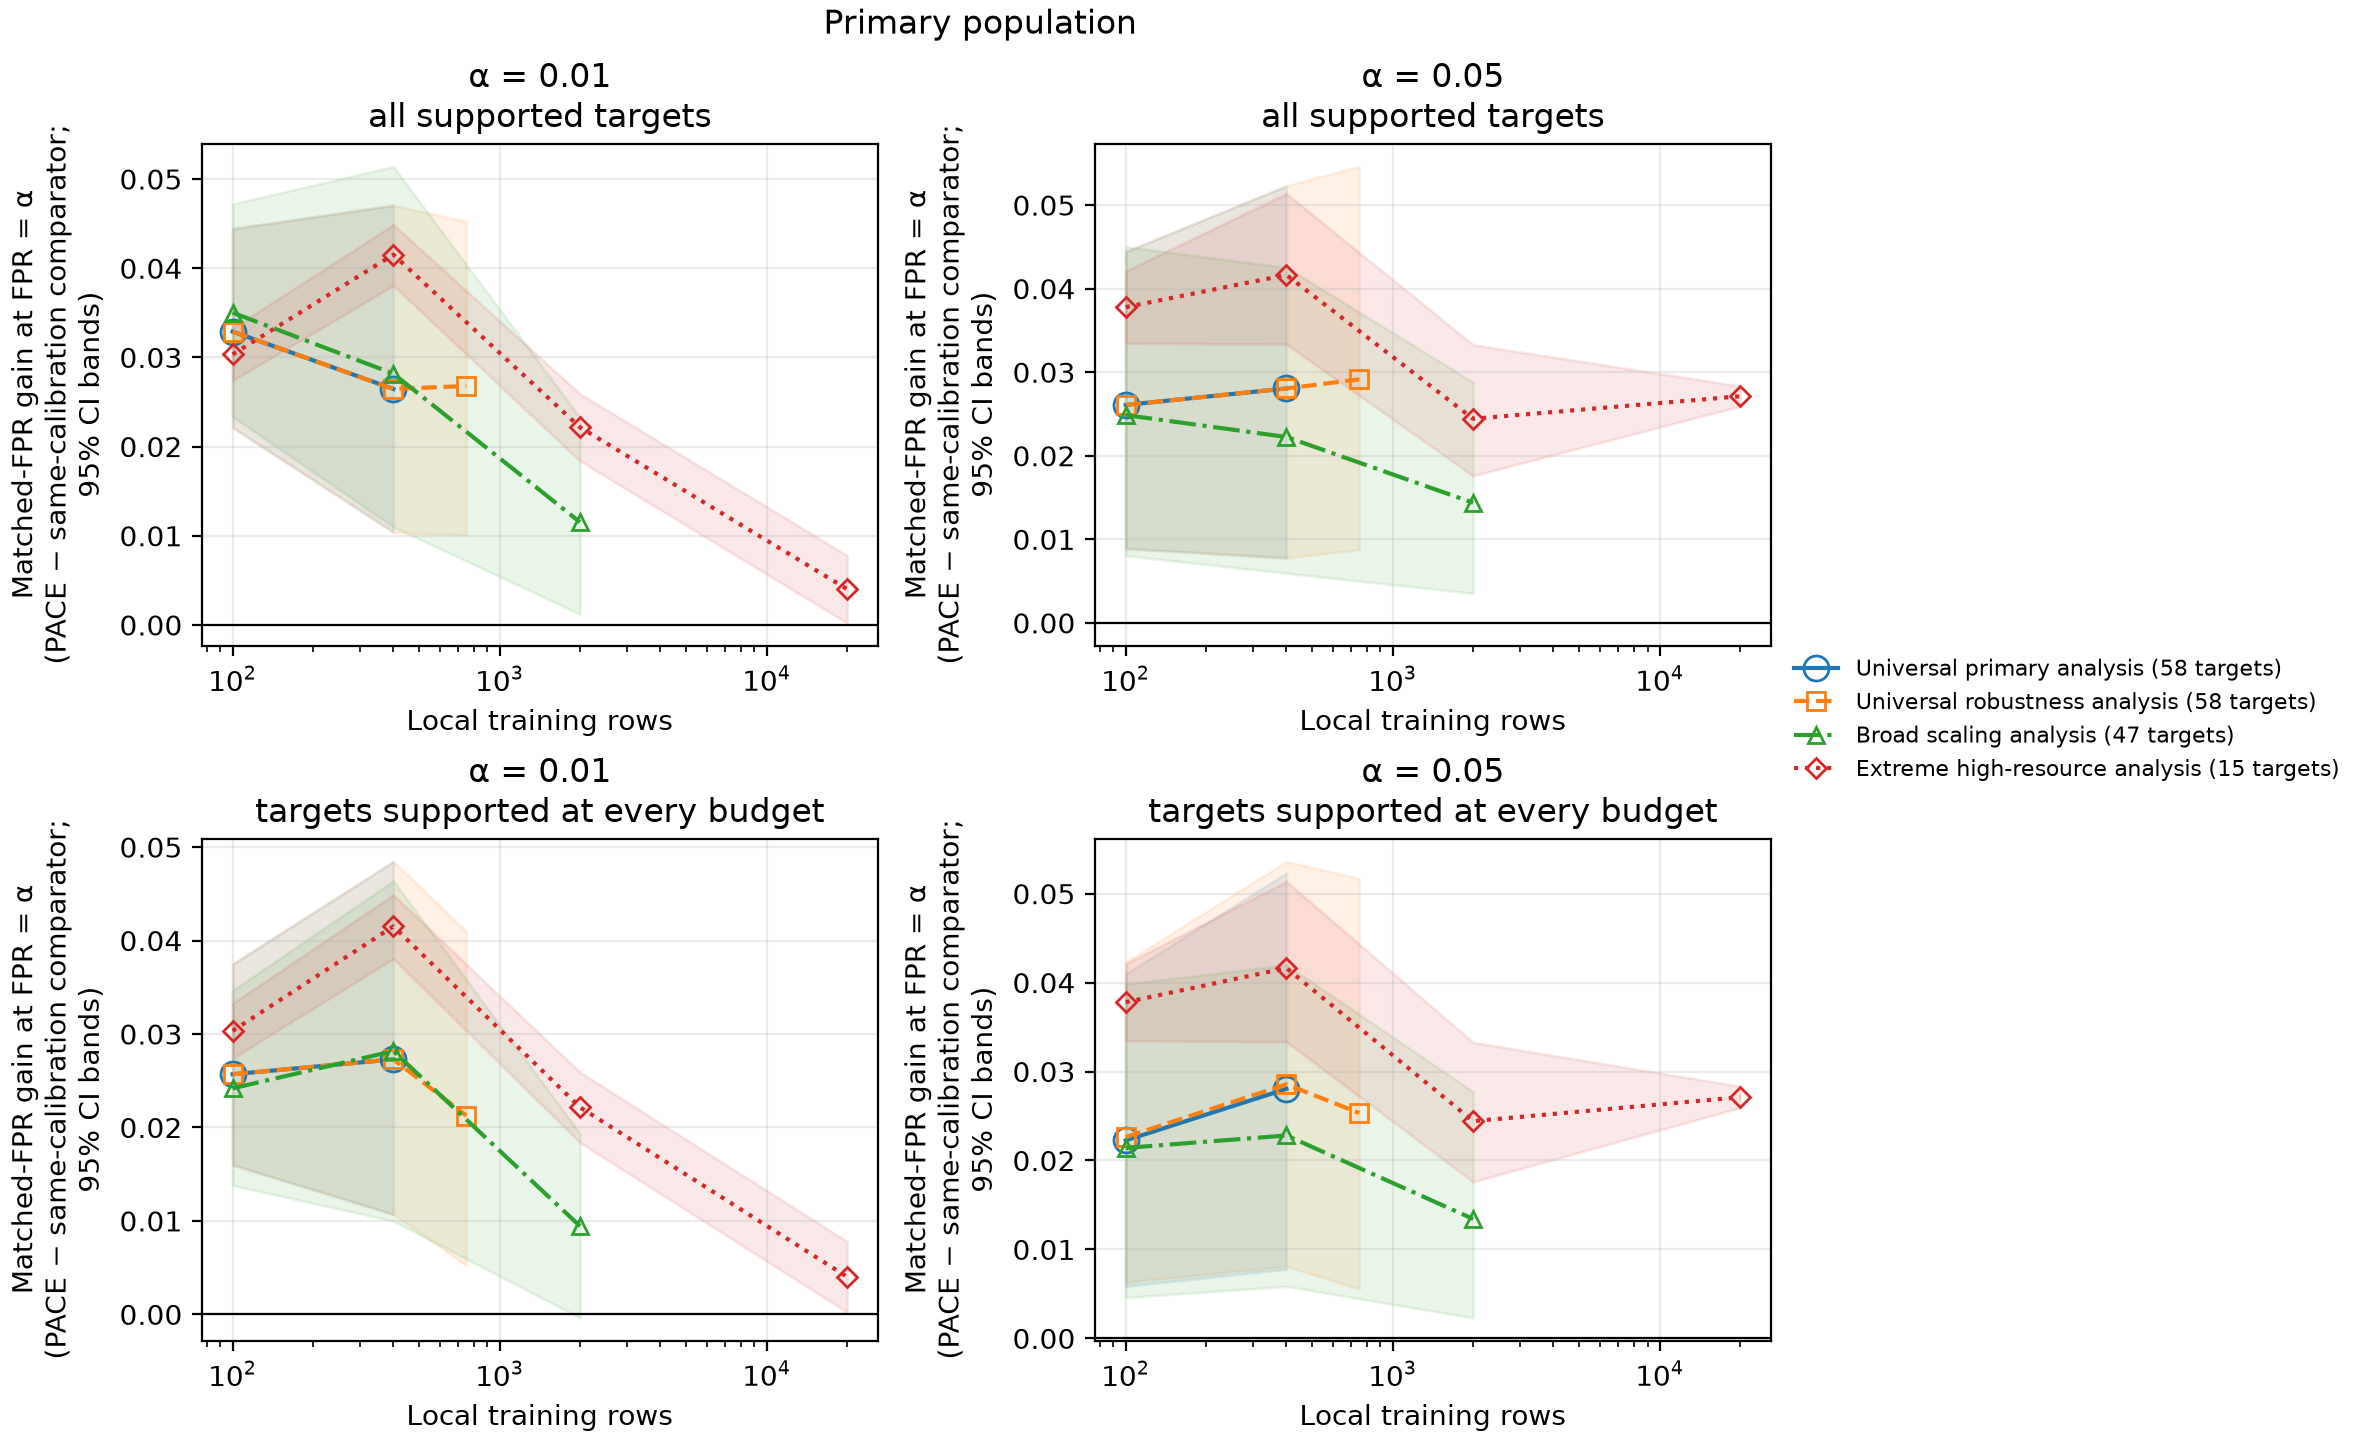 Primary population
α = 0.01
all supported targets
Matched-FPR gain at FPR = α
(PACE − same-calibration comparator;
95% CI bands)
0.05
0.04
0.03
0.02
0.01
0.00
10²
10³
10⁴
Local training rows
α = 0.05
all supported targets
Matched-FPR gain at FPR = α
(PACE − same-calibration comparator;
95% CI bands)
0.05
0.04
0.03
0.02
0.01
0.00
10²
10³
10⁴
Local training rows
Universal primary analysis (58 targets)
Universal robustness analysis (58 targets)
Broad scaling analysis (47 targets)
Extreme high-resource analysis (15 targets)
α = 0.01
targets supported at every budget
Matched-FPR gain at FPR = α
(PACE − same-calibration comparator;
95% CI bands)
0.05
0.04
0.03
0.02
0.01
0.00
10²
10³
10⁴
Local training rows
α = 0.05
targets supported at every budget
Matched-FPR gain at FPR = α
(PACE − same-calibration comparator;
95% CI bands)
0.05
0.04
0.03
0.02
0.01
0.00
10²
10³
10⁴
Local training rows